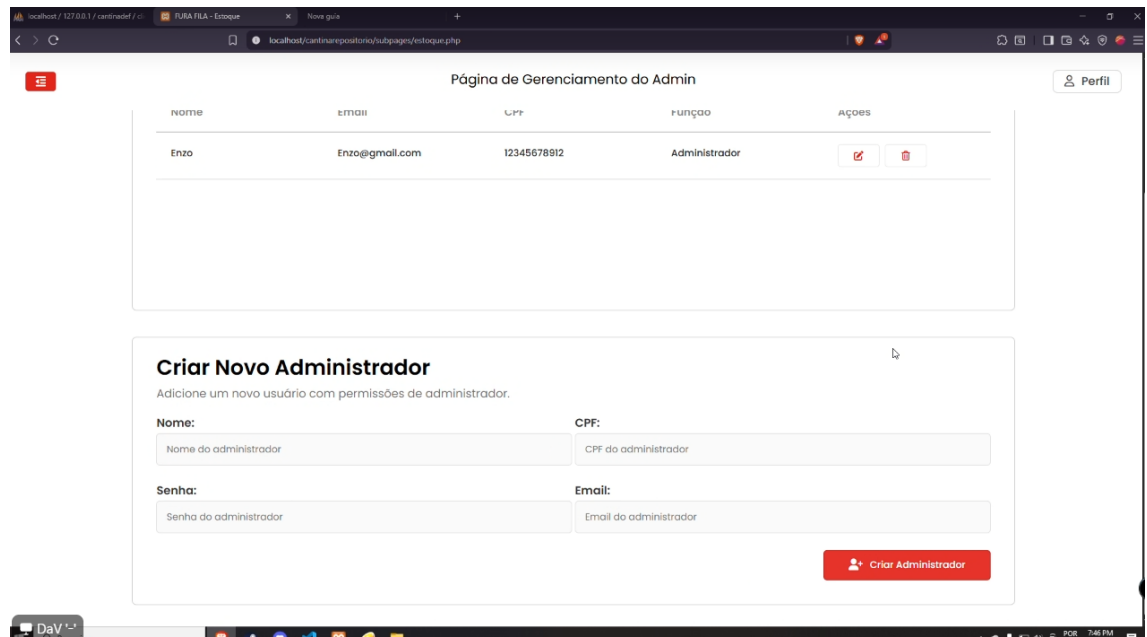 localhost / 127.0.0.1 / cantinadef / cl
FURA FILA - Estoque
Nova guia
localhost/cantinarepositorio/subpages/estoque.php
Página de Gerenciamento do Admin
Perfil
Nome Email CPF Função Ações
Enzo Enzo@gmail.com 12345678912 Administrador
Criar Novo Administrador
Adicione um novo usuário com permissões de administrador.
Nome: CPF:
Nome do administrador CPF do administrador
Senha: Email:
Senha do administrador Email do administrador
Criar Administrador
DaV '-'
POR 7:46 PM